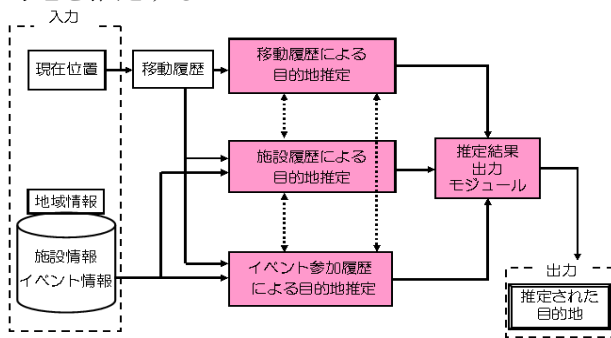 入力
現在位置
移動履歴
移動履歴による
目的地推定
施設履歴による
目的地推定
推定結果
出力
モジュール
地域情報
施設情報
イベント情報
イベント参加履歴
による目的地推定
出力
推定された
目的地